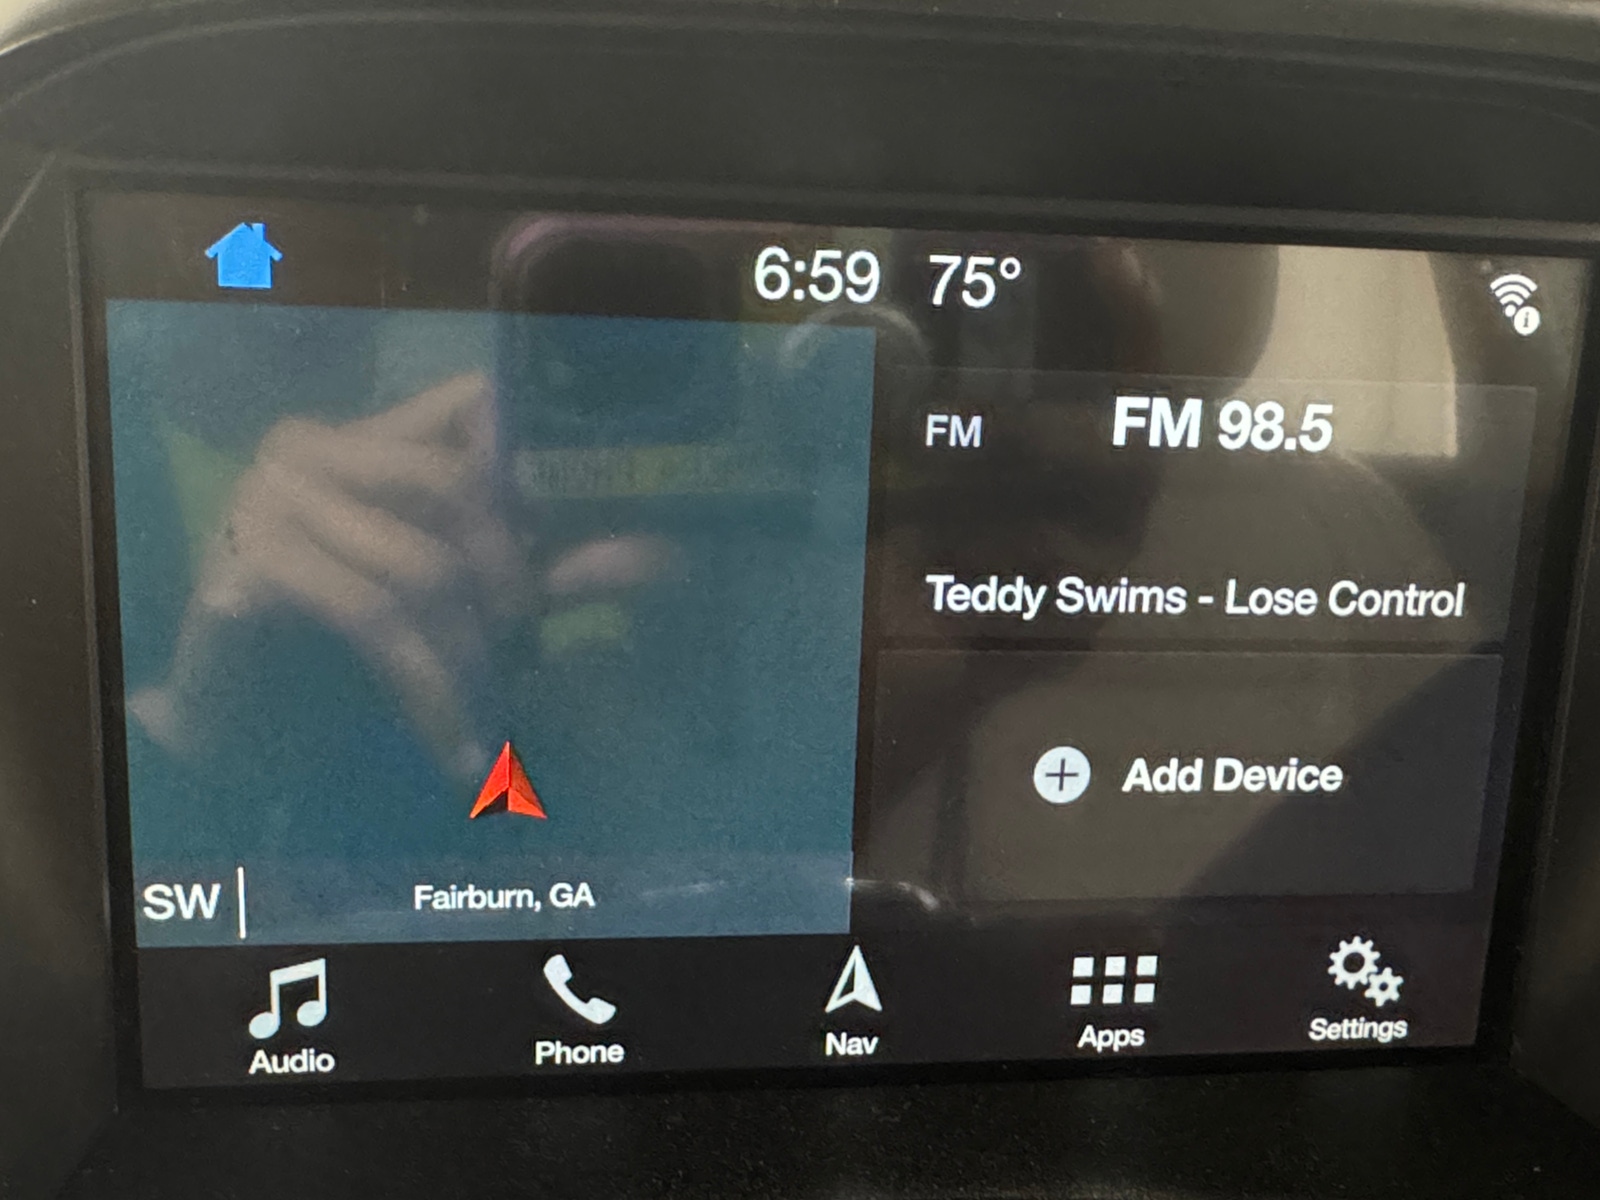 6:59 75°
FM FM 98.5
Teddy Swims - Lose Control
Add Device
SW Fairburn, GA
Audio Phone Nav Apps Settings